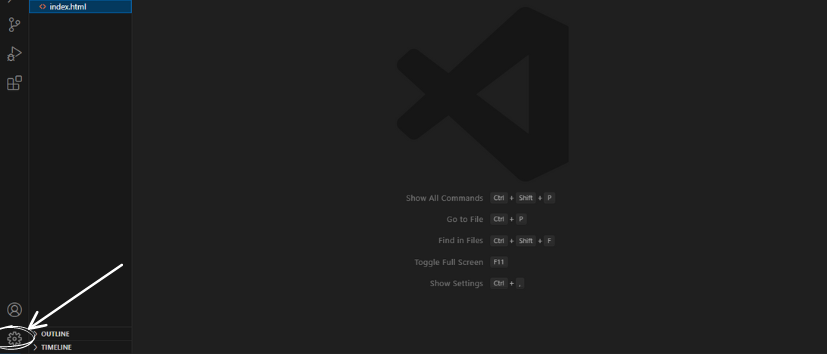 index.html
Show All Commands Ctrl + Shift + P
Go to File Ctrl + P
Find in Files Ctrl + Shift + F
Toggle Full Screen F11
Show Settings Ctrl + ,
OUTLINE
TIMELINE